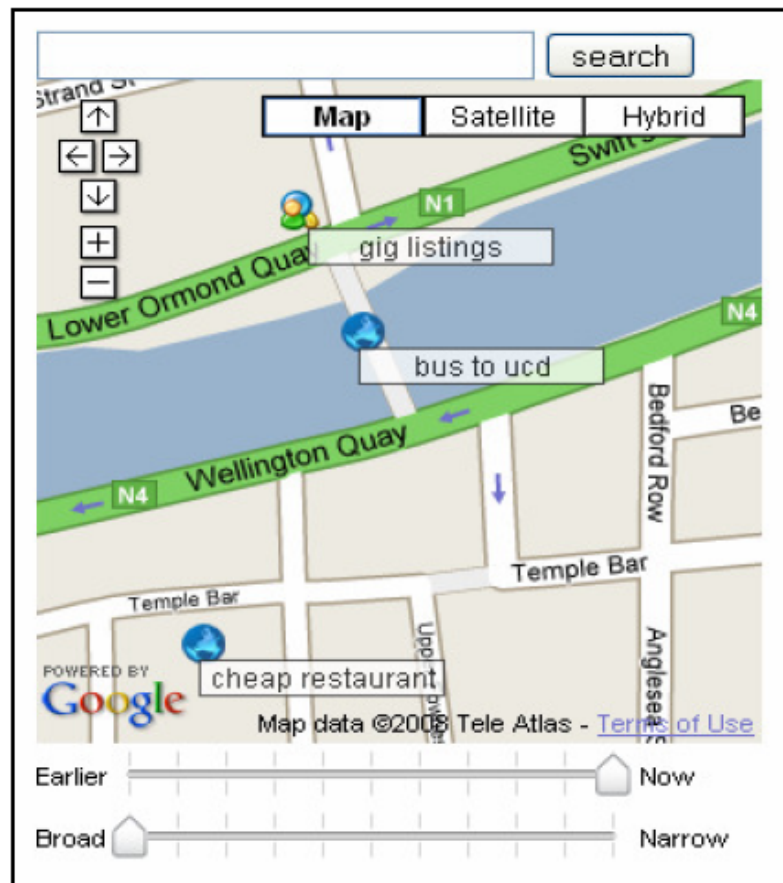 search
Strand St
Map Satellite Hybrid
Swift's
N1
gig listings
Lower Ormond Quay
N4
bus to ucd
Bedford Row
Be
Wellington Quay
N4
Temple Bar
Temple Bar
Upper
cheap restaurant
Anglesea S
POWERED BY
Google
Map data ©2008 Tele Atlas - Terms of Use
Earlier Now
Broad Narrow